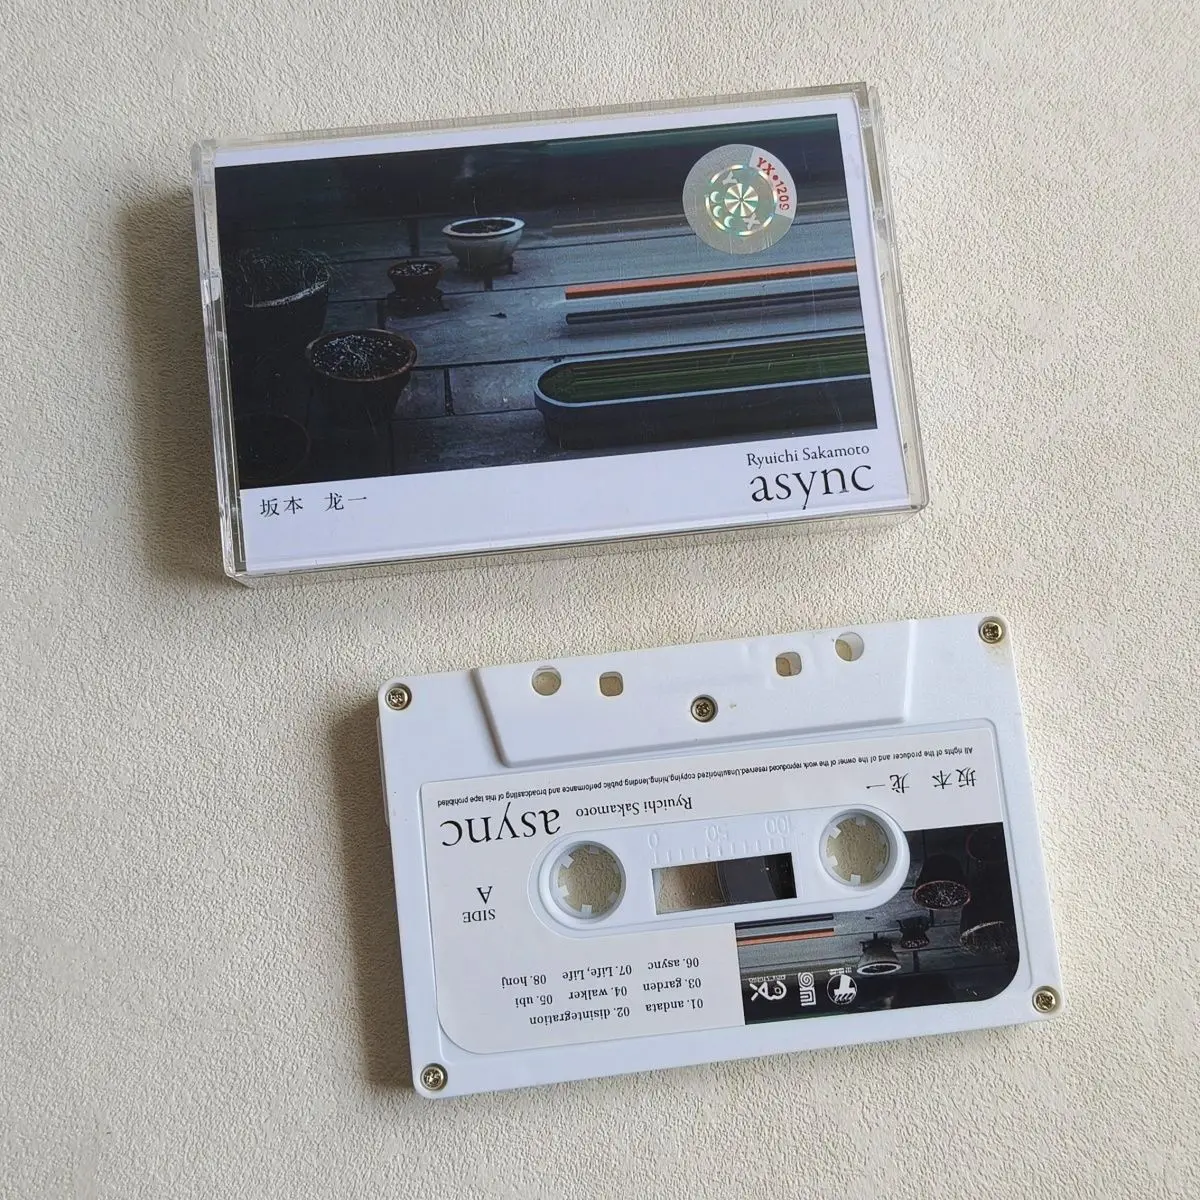 YX•1209
Y
X
Ryuichi Sakamoto
async
坂本 龙一
All rights of the producer and of the owner of the work reproduced reserved.Unauthorized copying,hiring,lending,public performance and broadcasting of this tape prohibited
坂本 龙一
Ryuichi Sakamoto async
100 50 0
SIDE
A
01. andata 02. disintegration
03. garden 04. walker 05. ubi
06. async 07. Life, Life 08. honj